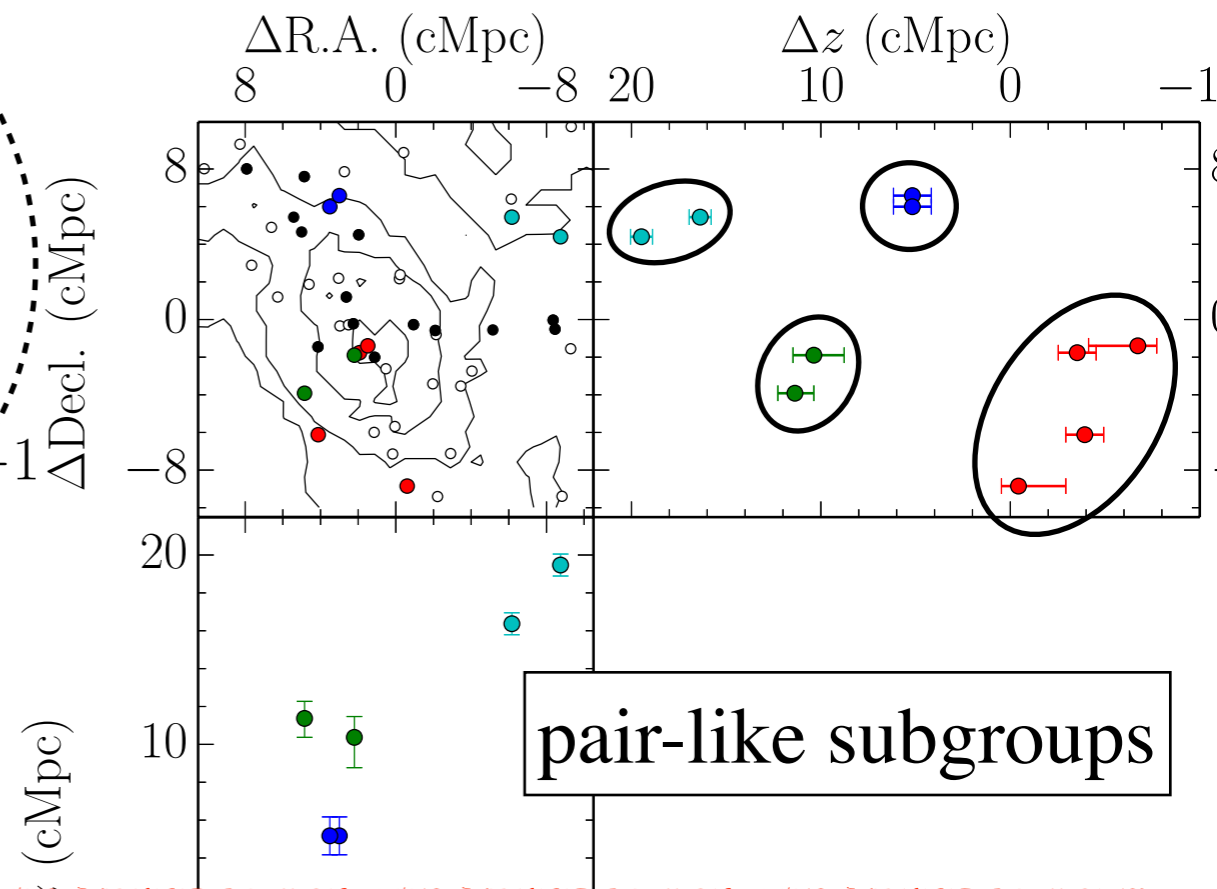 ΔR.A. (cMpc)
Δz (cMpc)
8 0 −8 20 10 0 −1
8
0
−8
ΔDecl. (cMpc)
20
10
(cMpc)
pair-like subgroups